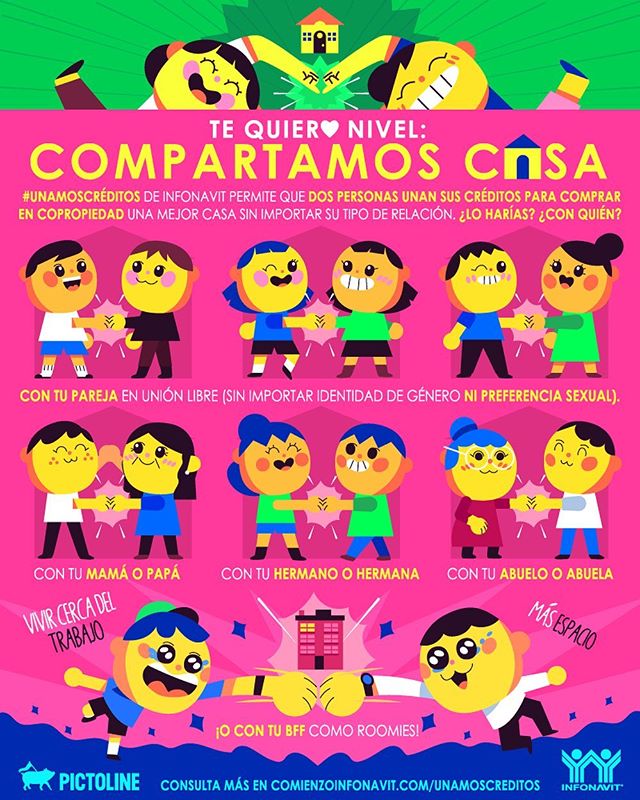 TE QUIER♥ NIVEL:
COMPARTAMOS CASA
#UNAMOSCRÉDITOS DE INFONAVIT PERMITE QUE DOS PERSONAS UNAN SUS CRÉDITOS PARA COMPRAR
EN COPROPIEDAD UNA MEJOR CASA SIN IMPORTAR SU TIPO DE RELACIÓN. ¿LO HARÍAS? ¿CON QUIÉN?
CON TU PAREJA EN UNIÓN LIBRE (SIN IMPORTAR IDENTIDAD DE GÉNERO NI PREFERENCIA SEXUAL).
CON TU MAMÁ O PAPÁ
CON TU HERMANO O HERMANA
CON TU ABUELO O ABUELA
VIVIR CERCA DEL
TRABAJO
MÁS ESPACIO
¡O CON TU BFF COMO ROOMIES!
PICTOLINE
CONSULTA MÁS EN COMIENZOINFONAVIT.COM/UNAMOSCREDITOS
INFONAVIT